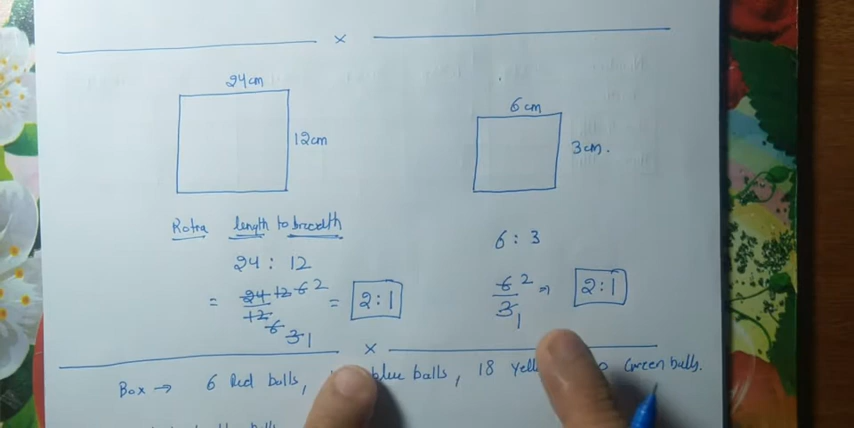 ×
24cm
12cm
6cm
3cm.
Ratio length to breadth
24 : 12
= 24 12 6 2 / 12 6 3 1 = 2:1
6 : 3
6 2 / 3 1 ⇒ 2:1
×
Box → 6 Red balls, blue balls, 18 Green balls.